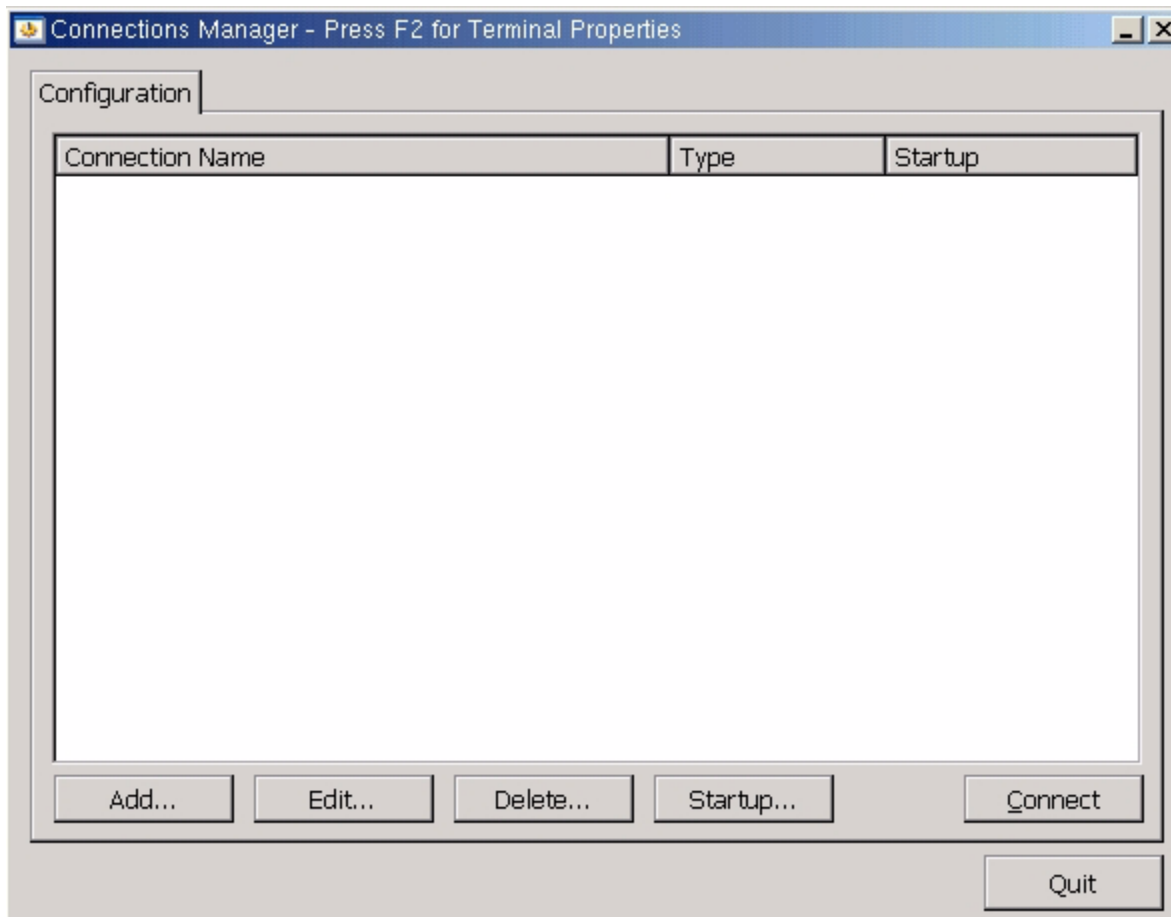 Connections Manager - Press F2 for Terminal Properties
Configuration
Connection Name Type Startup
Add... Edit... Delete... Startup... Connect
Quit